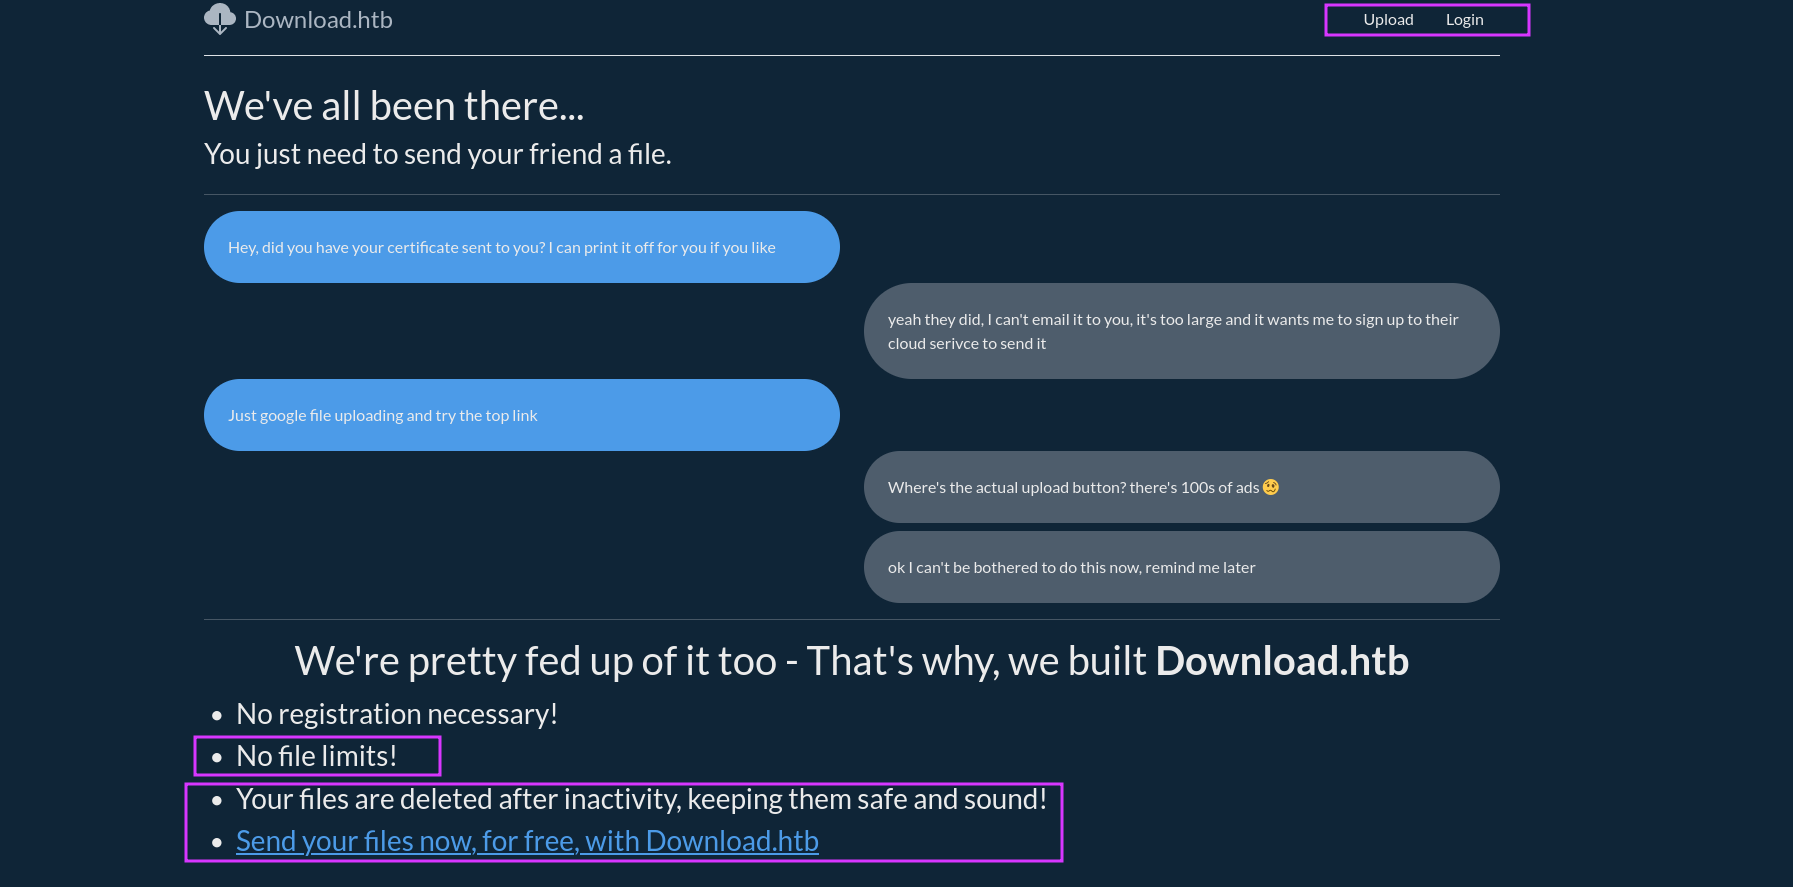 Download.htb
Upload Login
We've all been there...
You just need to send your friend a file.
Hey, did you have your certificate sent to you? I can print it off for you if you like
yeah they did, I can't email it to you, it's too large and it wants me to sign up to their
cloud serivce to send it
Just google file uploading and try the top link
Where's the actual upload button? there's 100s of ads 🥴
ok I can't be bothered to do this now, remind me later
We're pretty fed up of it too - That's why, we built Download.htb
• No registration necessary!
• No file limits!
• Your files are deleted after inactivity, keeping them safe and sound!
• Send your files now, for free, with Download.htb